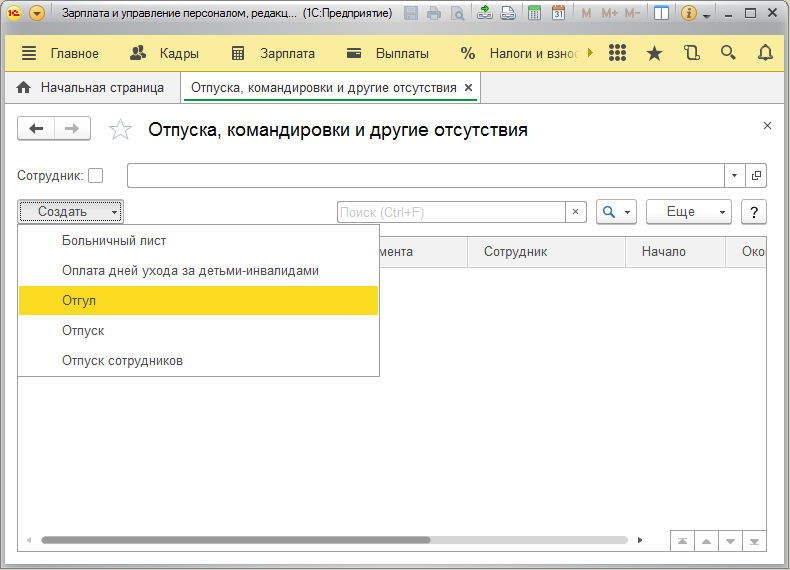 Зарплата и управление персоналом, редакц... (1С:Предприятие)
M M+ M-
Главное Кадры Зарплата Выплаты Налоги и взнос
Начальная страница Отпуска, командировки и другие отсутствия
Отпуска, командировки и другие отсутствия
Сотрудник:
Создать Поиск (Ctrl+F) Еще ?
Больничный лист
мента Сотрудник Начало Око
Оплата дней ухода за детьми-инвалидами
Отгул
Отпуск
Отпуск сотрудников